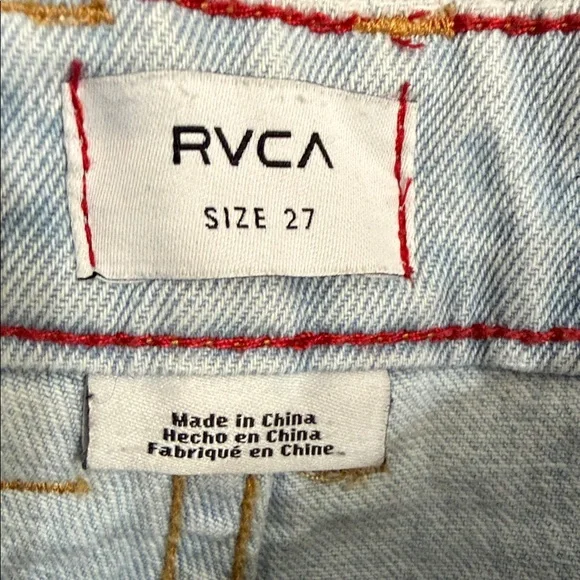 RVCA
SIZE 27
Made in China
Hecho en China
Fabriqué en Chine